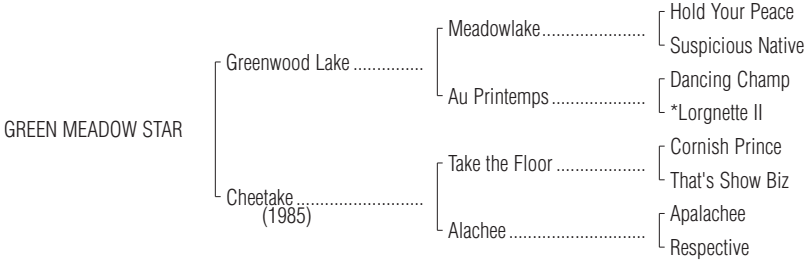 Hold Your Peace
Meadowlake
Suspicious Native
Greenwood Lake
Dancing Champ
Au Printemps
*Lorgnette II
GREEN MEADOW STAR
Cornish Prince
Take the Floor
That's Show Biz
Cheetake
(1985)
Apalachee
Alachee
Respective